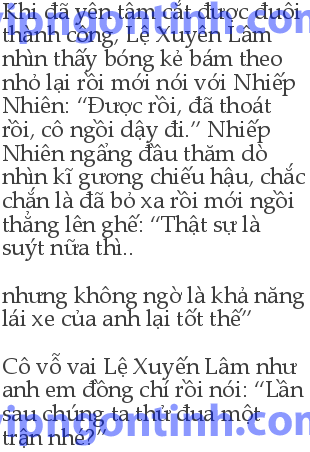 Khi đã yên tâm cắt được đuôi
thành công, Lệ Xuyến Lâm
nhìn thấy bóng kẻ bám theo
nhỏ lại rồi mới nói với Nhiếp
Nhiên: “Được rồi, đã thoát
rồi, cô ngồi dậy đi.” Nhiếp
Nhiên ngẩng đầu thăm dò
nhìn kĩ gương chiếu hậu, chắc
chắn là đã bỏ xa rồi mới ngồi
thẳng lên ghế: “Thật sự là
suýt nữa thì..
nhưng không ngờ là khả năng
lái xe của anh lại tốt thế”
Cô vỗ vai Lệ Xuyến Lâm như
anh em đồng chí rồi nói: “Lần
sau chúng ta thử đua một
trận nhé?”